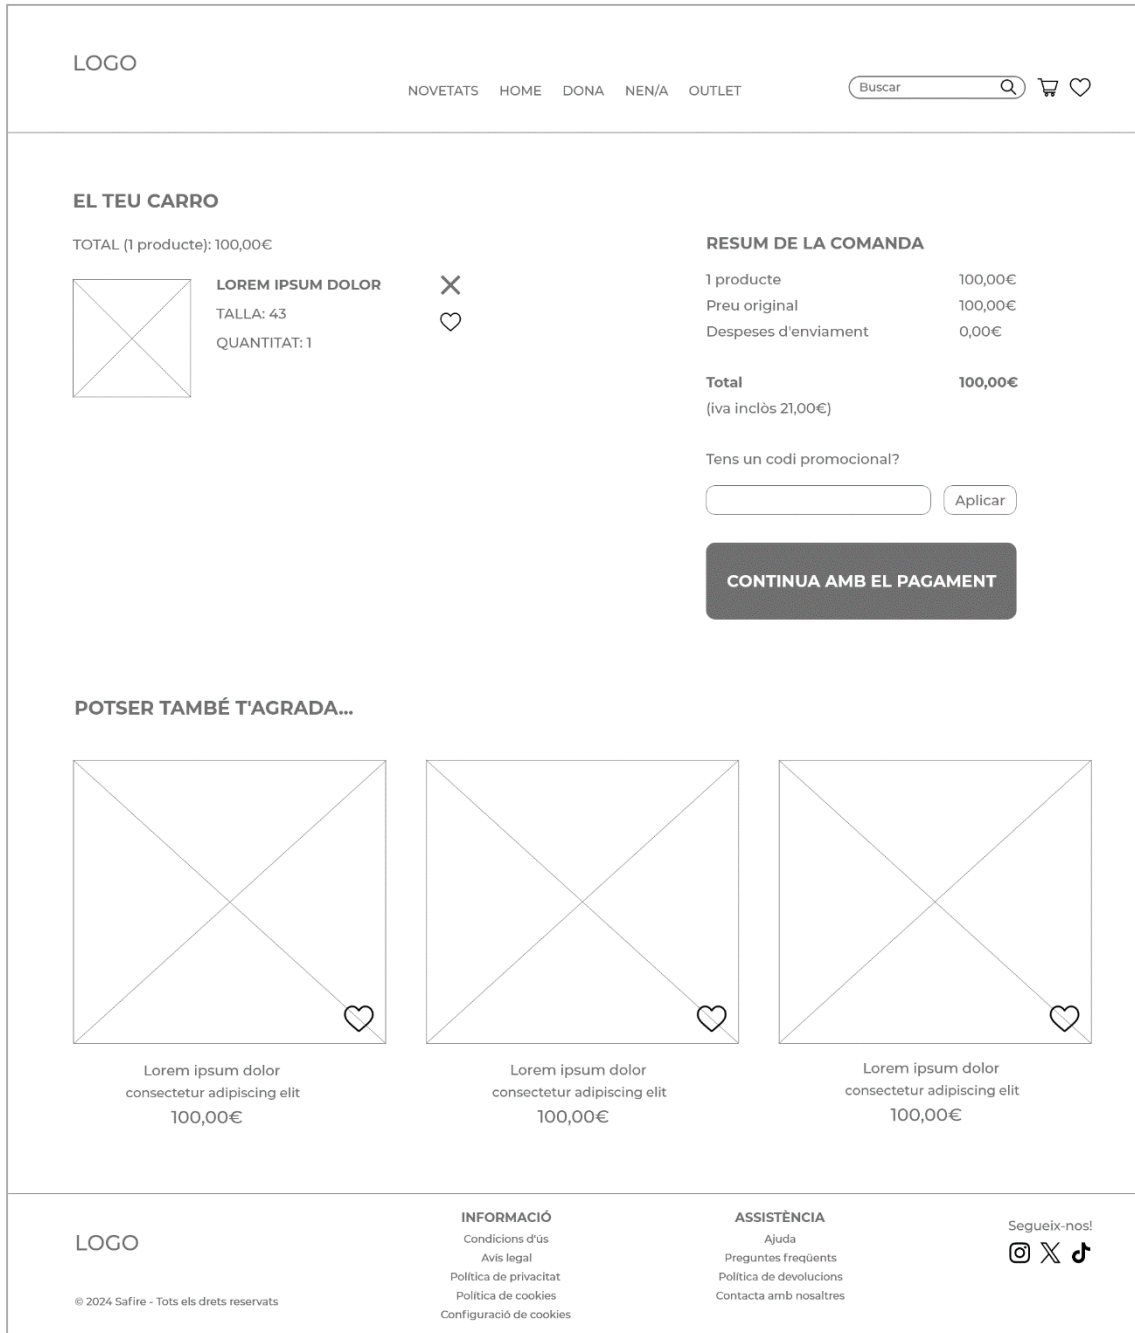 LOGO
NOVETATS HOME DONA NEN/A OUTLET
Buscar
EL TEU CARRO
TOTAL (1 producte): 100,00€
LOREM IPSUM DOLOR
TALLA: 43
QUANTITAT: 1
RESUM DE LA COMANDA
1 producte 100,00€
Preu original 100,00€
Despeses d'enviament 0,00€
Total 100,00€
(iva inclòs 21,00€)
Tens un codi promocional?
Aplicar
CONTINUA AMB EL PAGAMENT
POTSER TAMBÉ T'AGRADA...
Lorem ipsum dolor
consectetur adipiscing elit
100,00€
Lorem ipsum dolor
consectetur adipiscing elit
100,00€
Lorem ipsum dolor
consectetur adipiscing elit
100,00€
LOGO
© 2024 Safire - Tots els drets reservats
INFORMACIÓ
Condicions d'ús
Avís legal
Política de privacitat
Política de cookies
Configuració de cookies
ASSISTÈNCIA
Ajuda
Preguntes freqüents
Política de devolucions
Contacta amb nosaltres
Segueix-nos!